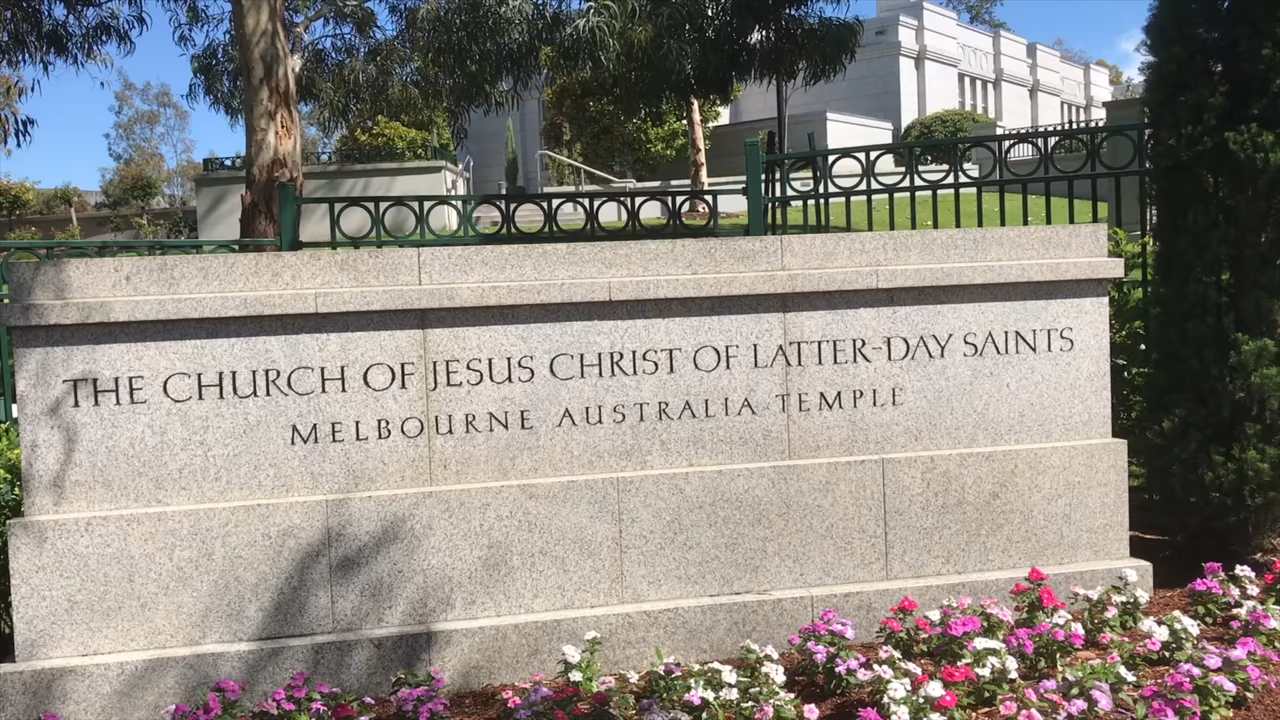 THE CHURCH OF JESUS CHRIST OF LATTER-DAY SAINTS
MELBOURNE AUSTRALIA TEMPLE